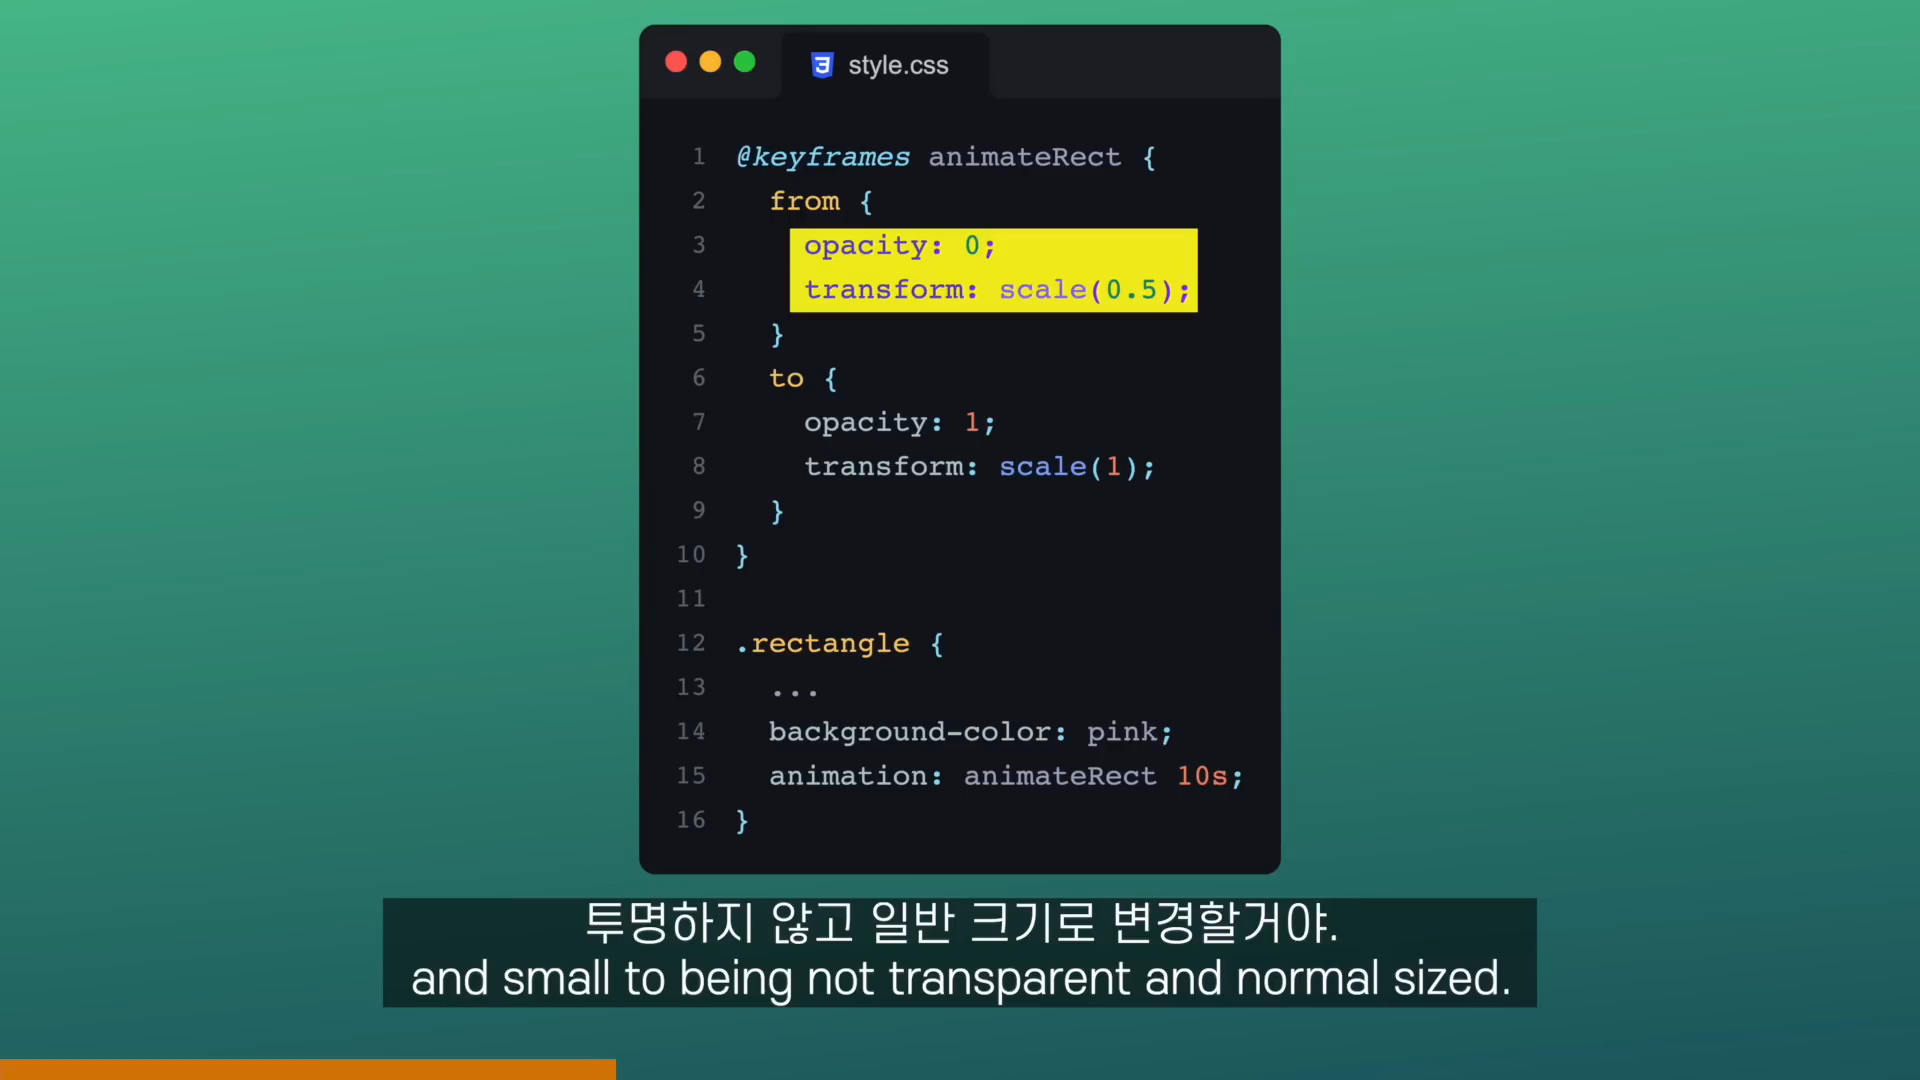 style.css
1 @keyframes animateRect {
2 from {
3 opacity: 0;
4 transform: scale(0.5);
5 }
6 to {
7 opacity: 1;
8 transform: scale(1);
9 }
10 }
11
12 .rectangle {
13 ...
14 background-color: pink;
15 animation: animateRect 10s;
16 }
투명하지 않고 일반 크기로 변경할거야.
and small to being not transparent and normal sized.